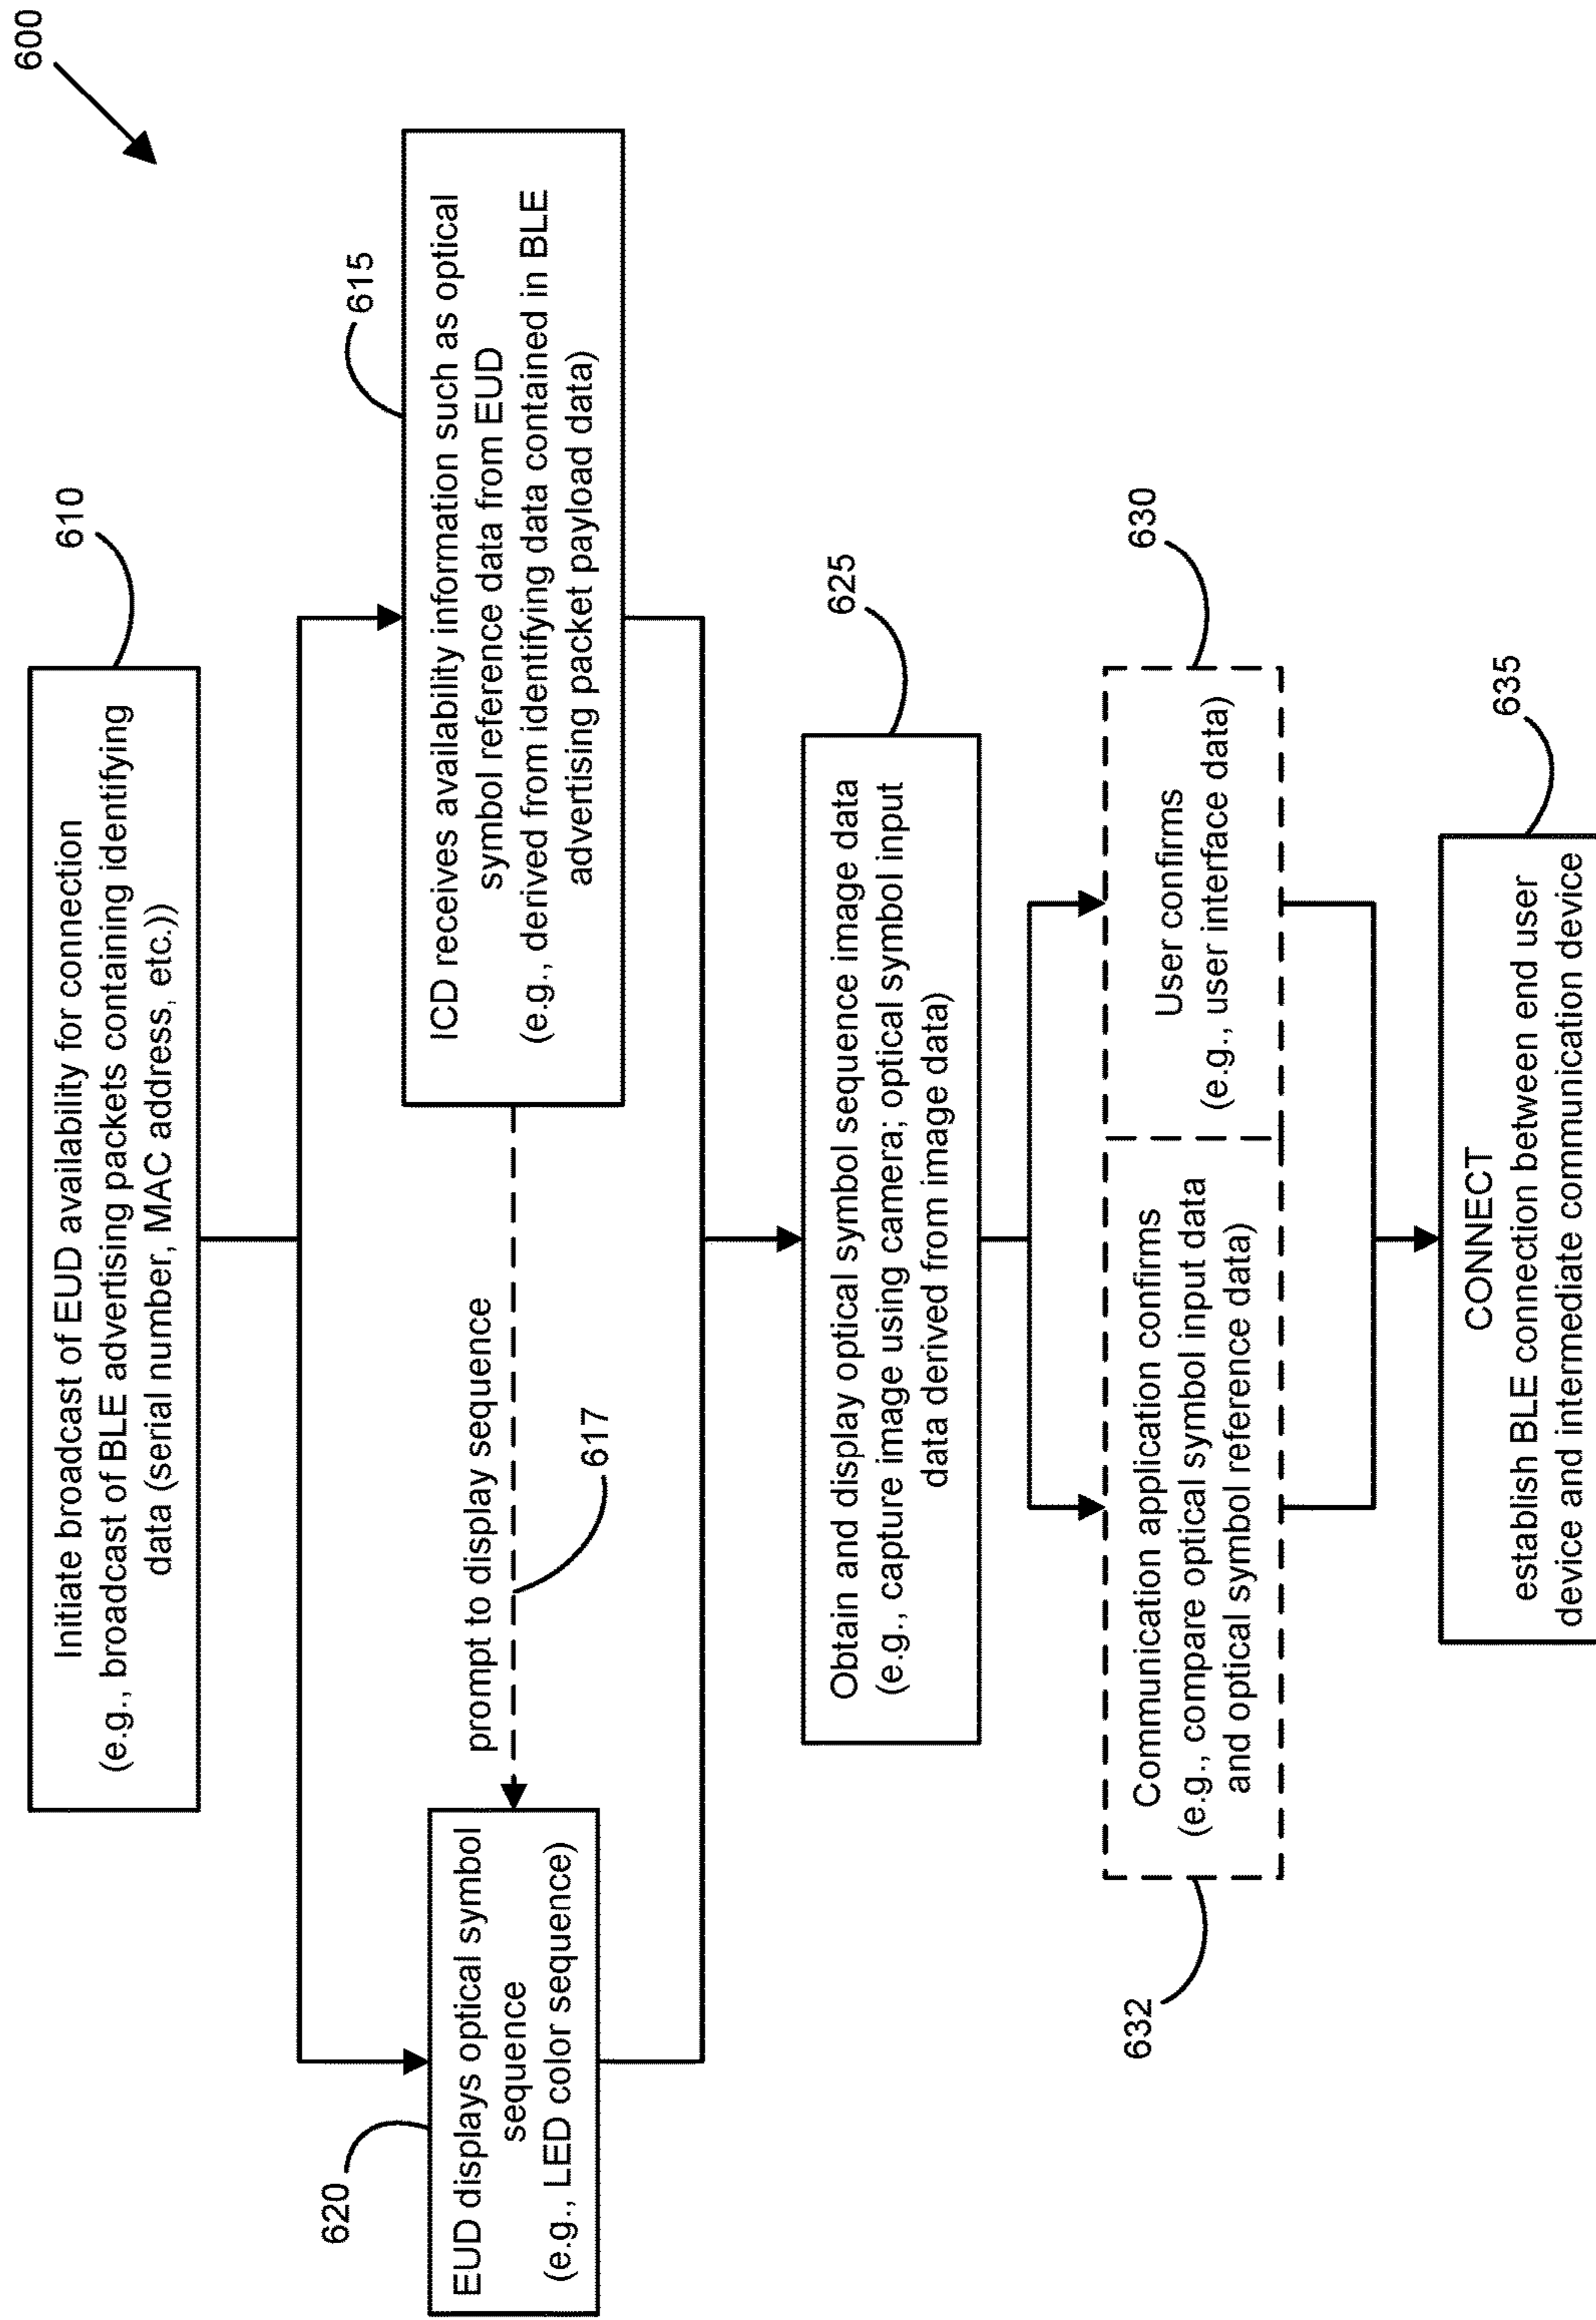 600
610
Initiate broadcast of EUD availability for connection
(e.g., broadcast of BLE advertising packets containing identifying
data (serial number, MAC address, etc.))
620
EUD displays optical symbol
sequence
(e.g., LED color sequence)
prompt to display sequence
617
615
ICD receives availability information such as optical
symbol reference data from EUD
(e.g., derived from identifying data contained in BLE
advertising packet payload data)
625
Obtain and display optical symbol sequence image data
(e.g., capture image using camera; optical symbol input
data derived from image data)
632
Communication application confirms
(e.g., compare optical symbol input data
and optical symbol reference data)
630
User confirms
(e.g., user interface data)
635
CONNECT
establish BLE connection between end user
device and intermediate communication device